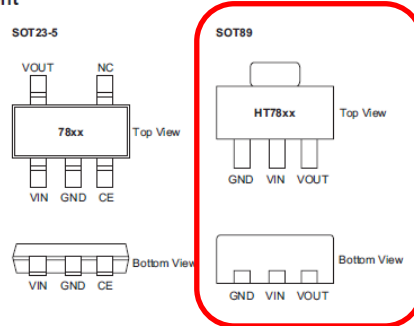 SOT23-5
VOUT NC
78xx
Top View
VIN GND CE
Bottom View
VIN GND CE
SOT89
HT78xx
Top View
GND VIN VOUT
Bottom View
GND VIN VOUT